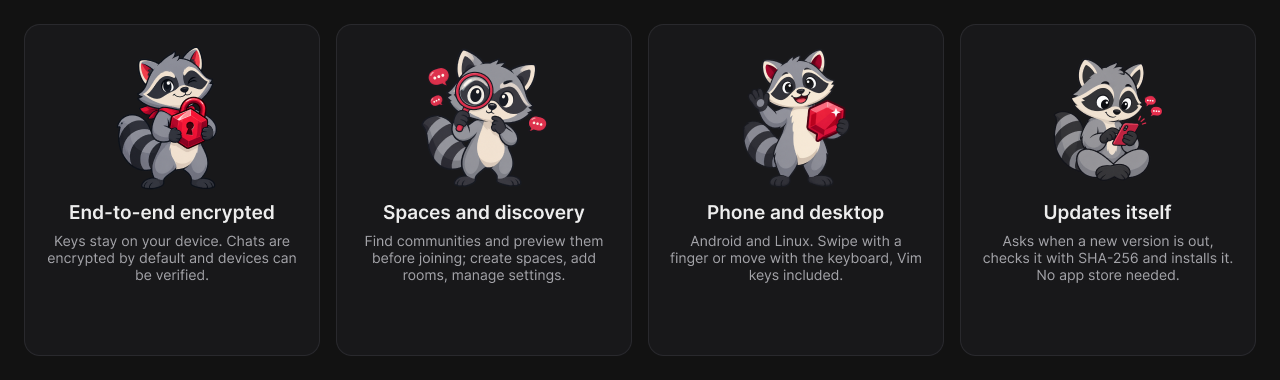 End-to-end encrypted
Keys stay on your device. Chats are
encrypted by default and devices can
be verified.
Spaces and discovery
Find communities and preview them
before joining; create spaces, add
rooms, manage settings.
Phone and desktop
Android and Linux. Swipe with a
finger or move with the keyboard, Vim
keys included.
Updates itself
Asks when a new version is out,
checks it with SHA-256 and installs it.
No app store needed.